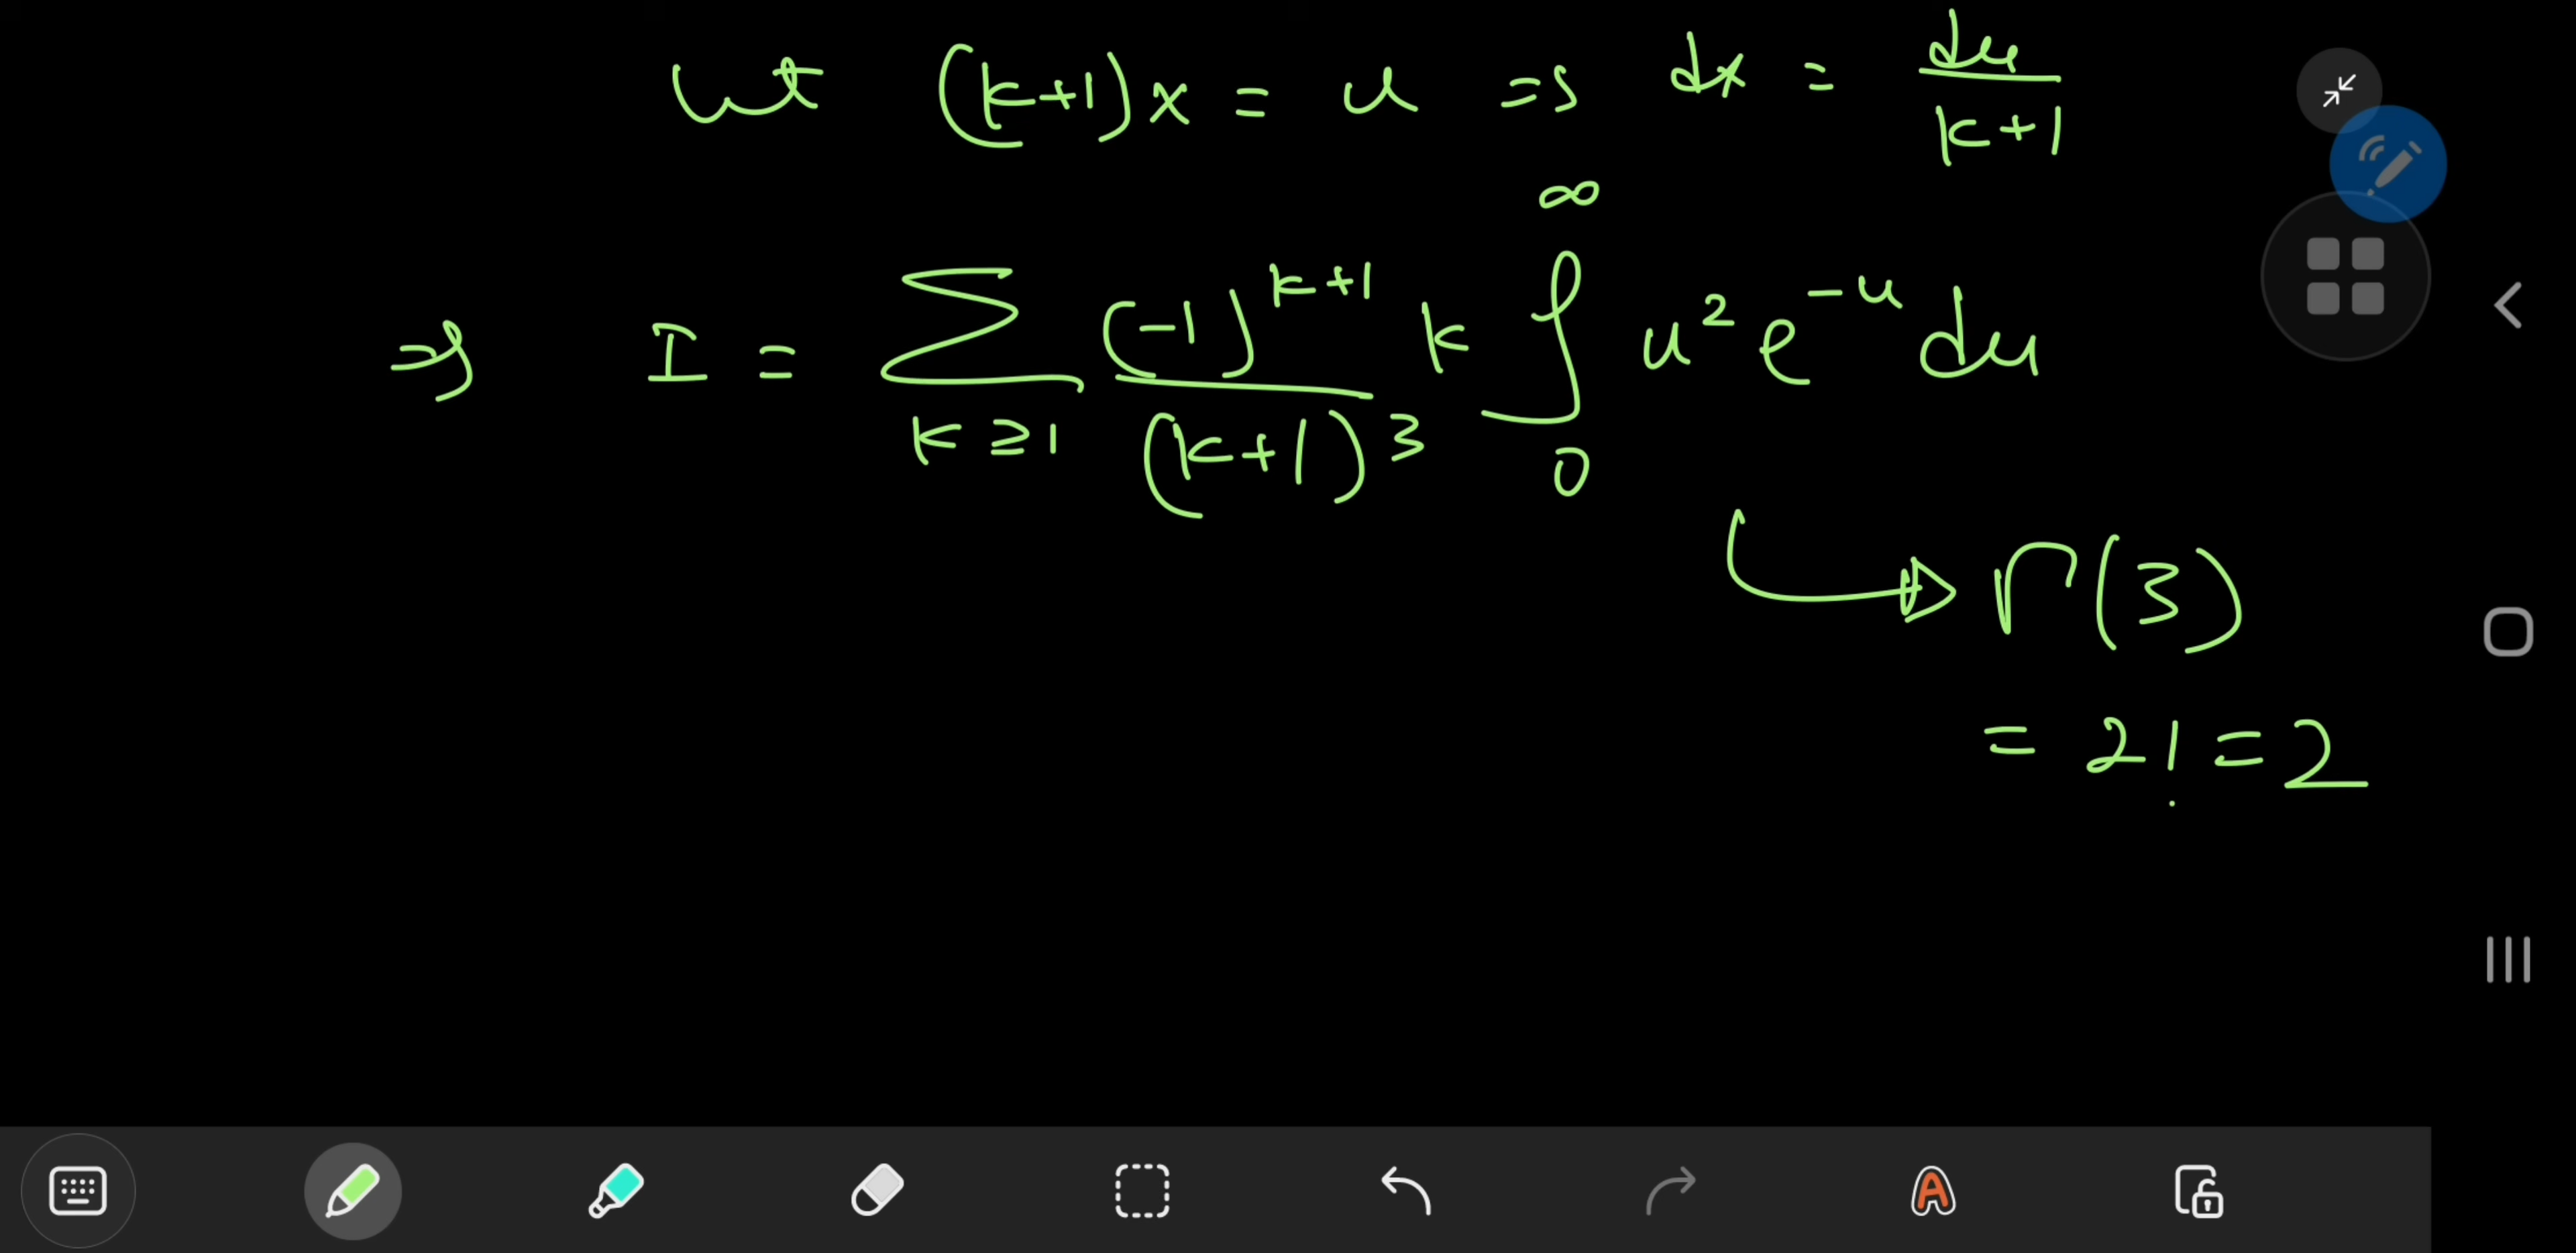 let (k+1)x = u => dx = du/(k+1)
=> I = ∑_{k≥1} (-1)^{k+1} k/(k+1)^3 ∫_0^∞ u^2 e^{-u} du
↳ Γ(3)
= 2! = 2
A